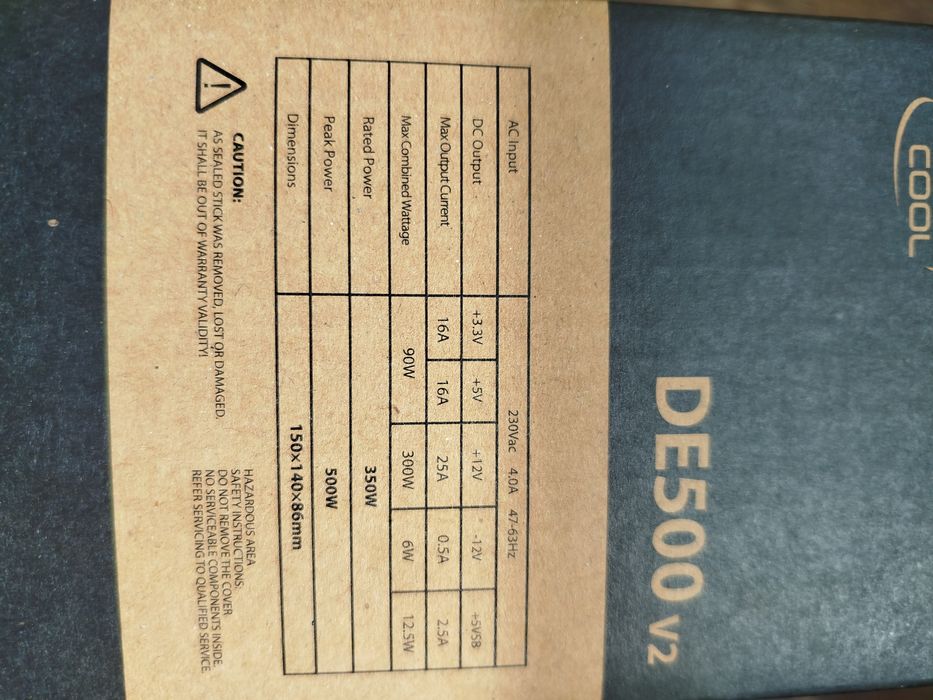 COOL
DE500 V2
AC Input 230Vac 4.0A 47-63Hz
DC Output +3.3V +5V +12V -12V +5VSB
Max Output Current 16A 16A 25A 0.5A 2.5A
Max Combined Wattage 90W 300W 6W 12.5W
Rated Power 350W
Peak Power 500W
Dimensions 150×140×86mm
CAUTION:
AS SEALED STICK WAS REMOVED, LOST OR DAMAGED,
IT SHALL BE OUT OF WARRANTY VALIDITY!
HAZARDOUS AREA
SAFETY INSTRUCTIONS:
DO NOT REMOVE THE COVER
NO SERVICEABLE COMPONENTS INSIDE.
REFER SERVICING TO QUALIFIED SERVICE.